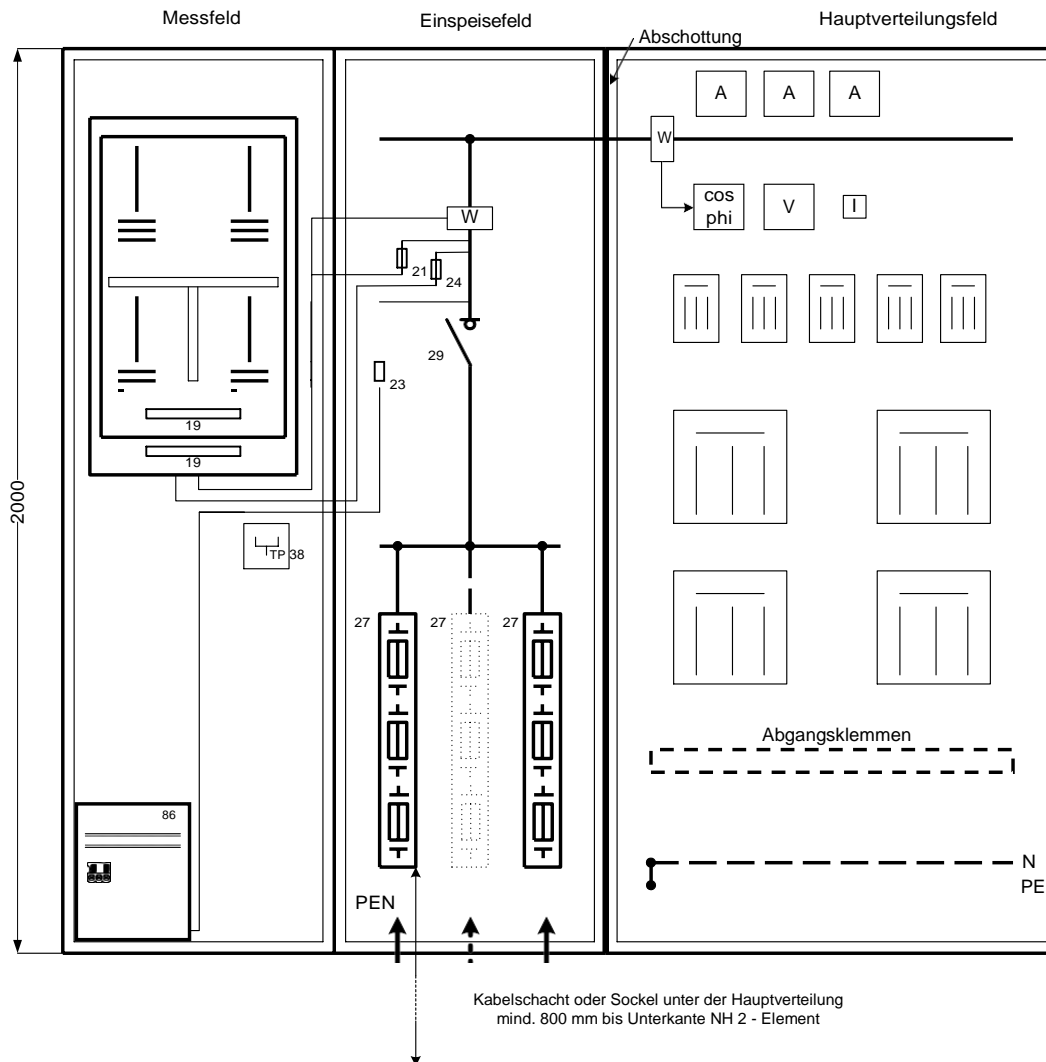 Messfeld
Einspeisefeld
Hauptverteilungsfeld
Abschottung
A
A
A
W
cos
phi
V
I
W
21
24
29
23
19
19
2000
TP 38
27
27
27
Abgangsklemmen
86
N
PE
PEN
Kabelschacht oder Sockel unter der Hauptverteilung
mind. 800 mm bis Unterkante NH 2 - Element